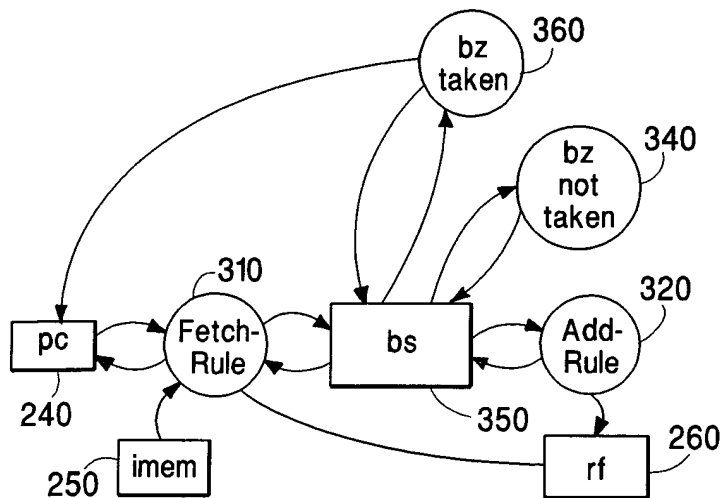 bz
taken
360
bz
not
taken
340
310
Fetch-
Rule
pc
240
bs
350
Add-
Rule
320
imem
250
rf
260